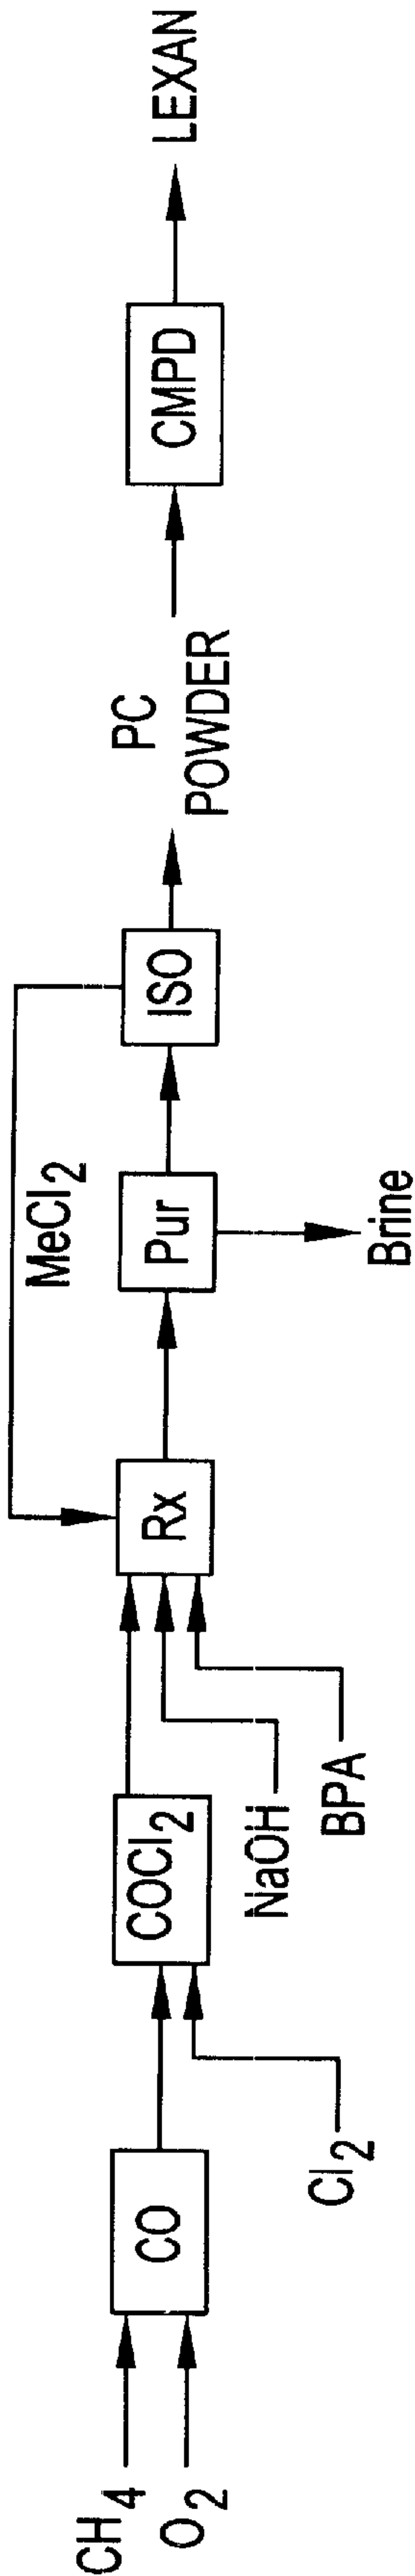 CH4
O2
CO
Cl2
COCl2
NaOH
BPA
Rx
MeCl2
Pur
Brine
ISO
PC
POWDER
CMPD
LEXAN